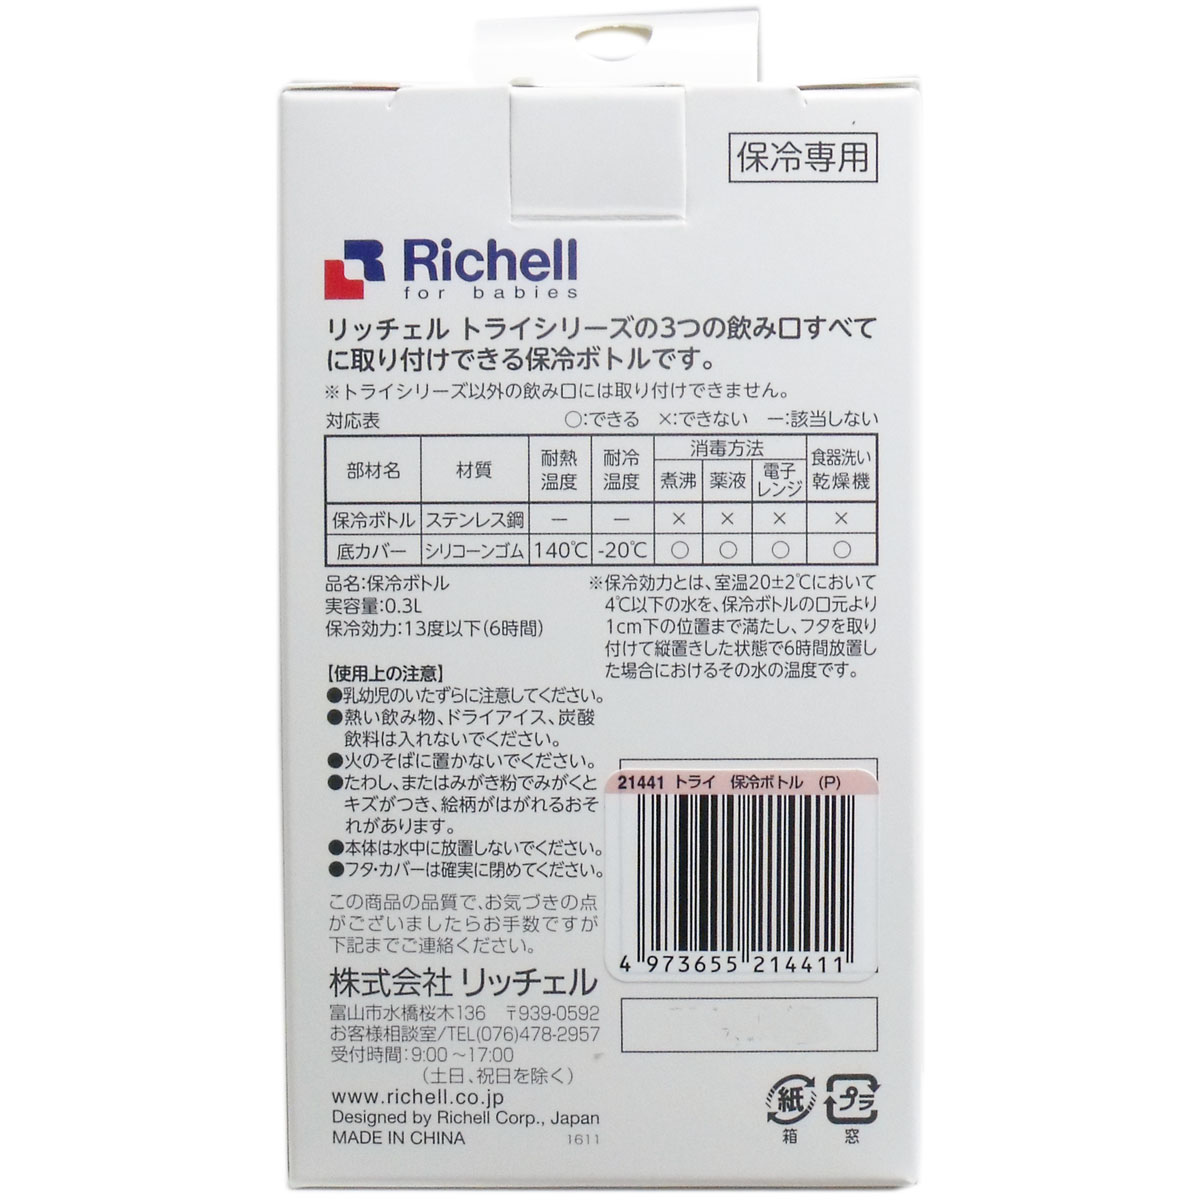 保冷専用
Richell
for babies
リッチェル トライシリーズの3つの飲み口すべて
に取り付けできる保冷ボトルです。
※トライシリーズ以外の飲み口には取り付けできません。
対応表 ○:できる ×:できない ―:該当しない
部材名 材質 耐熱温度 耐冷温度 消毒方法 煮沸 薬液 電子レンジ 食器洗い乾燥機
保冷ボトル ステンレス鋼 ― ― × × × ×
底カバー シリコーンゴム 140℃ -20℃ ○ ○ ○ ○
品名:保冷ボトル
実容量:0.3L
保冷効力:13度以下(6時間)
※保冷効力とは、室温20±2℃において
4℃以下の水を、保冷ボトルの口元より
1cm下の位置まで満たし、フタを取り
付けて縦置きした状態で6時間放置し
た場合におけるその水の温度です。
【使用上の注意】
●乳幼児のいたずらに注意してください。
●熱い飲み物、ドライアイス、炭酸
飲料は入れないでください。
●火のそばに置かないでください。
●たわし、またはみがき粉でみがくと
キズがつき、絵柄がはがれるおそ
れがあります。
●本体は水中に放置しないでください。
●フタ・カバーは確実に閉めてください。
この商品の品質で、お気づきの点
がございましたらお手数ですが
下記までご連絡ください。
株式会社 リッチェル
富山市水橋桜木136 〒939-0592
お客様相談室/TEL(076)478-2957
受付時間:9:00～17:00
(土日、祝日を除く)
www.richell.co.jp
Designed by Richell Corp., Japan
MADE IN CHINA 1611
21441 トライ 保冷ボトル (P)
4 973655 214411
紙
箱
プラ
窓